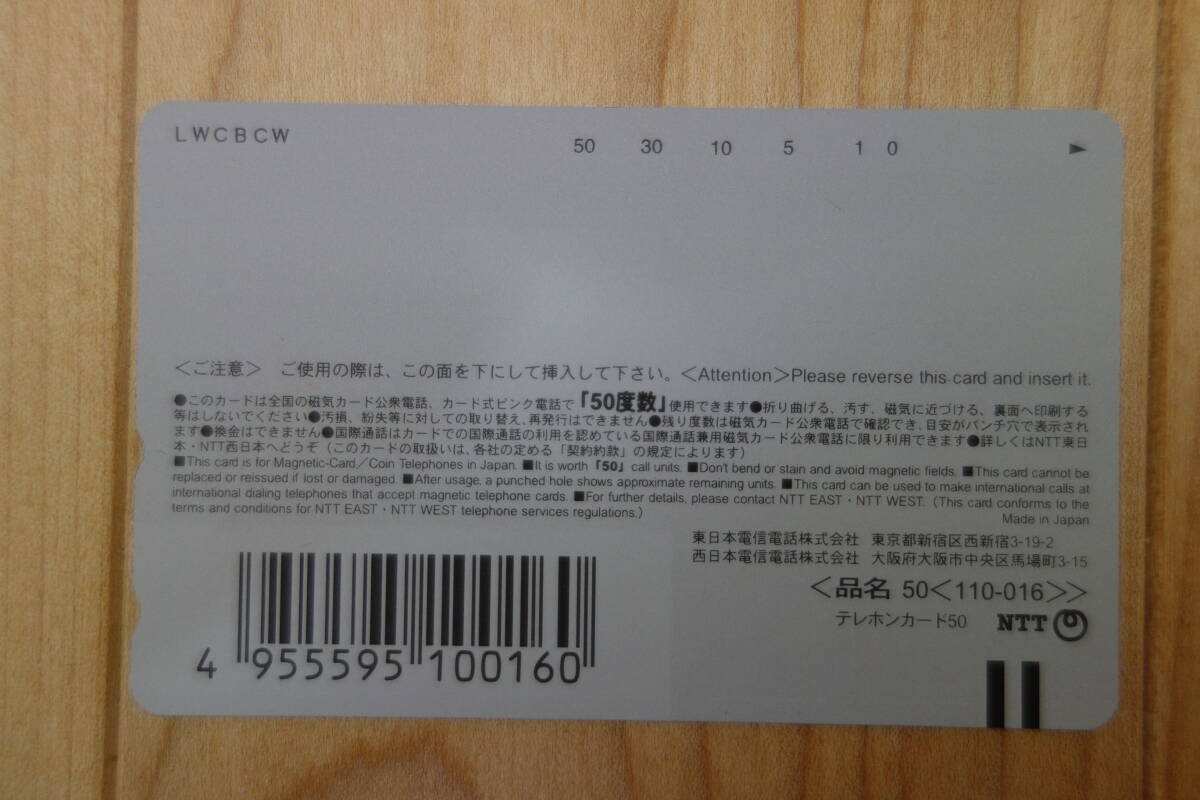 LWCBCW
50 30 10 5 1 0 ▶
＜ご注意＞ ご使用の際は、この面を下にして挿入して下さい。＜Attention＞Please reverse this card and insert it.
●このカードは全国の磁気カード公衆電話、カード式ピンク電話で「50度数」使用できます●折り曲げる、汚す、磁気に近づける、裏面へ印刷する
等はしないでください●汚損、紛失等に対しての取り替え、再発行はできません●残り度数は磁気カード公衆電話で確認でき、目安がパンチ穴で表示されま
す●換金はできません●国際通話はカードでの国際通話の利用を認めている国際通話兼用磁気カード公衆電話に限り利用できます●詳しくはNTT東日
本・NTT西日本へどうぞ（このカードの取扱いは、各社の定める「契約約款」の規定によります）
■This card is for Magnetic-Card／Coin Telephones in Japan. ■It is worth「50」call units. ■Don't bend or stain and avoid magnetic fields. ■This card cannot be
replaced or reissued if lost or damaged. ■After usage, a punched hole shows approximate remaining units. ■This card can be used to make international calls at
international dialing telephones that accept magnetic telephone cards. ■For further details, please contact NTT EAST・NTT WEST.（This card conforms to the
terms and conditions for NTT EAST・NTT WEST telephone services regulations.）
Made in Japan
東日本電信電話株式会社 東京都新宿区西新宿3-19-2
西日本電信電話株式会社 大阪府大阪市中央区馬場町3-15
＜品名 50＜110-016＞＞
テレホンカード50 NTT
4 955595 100160